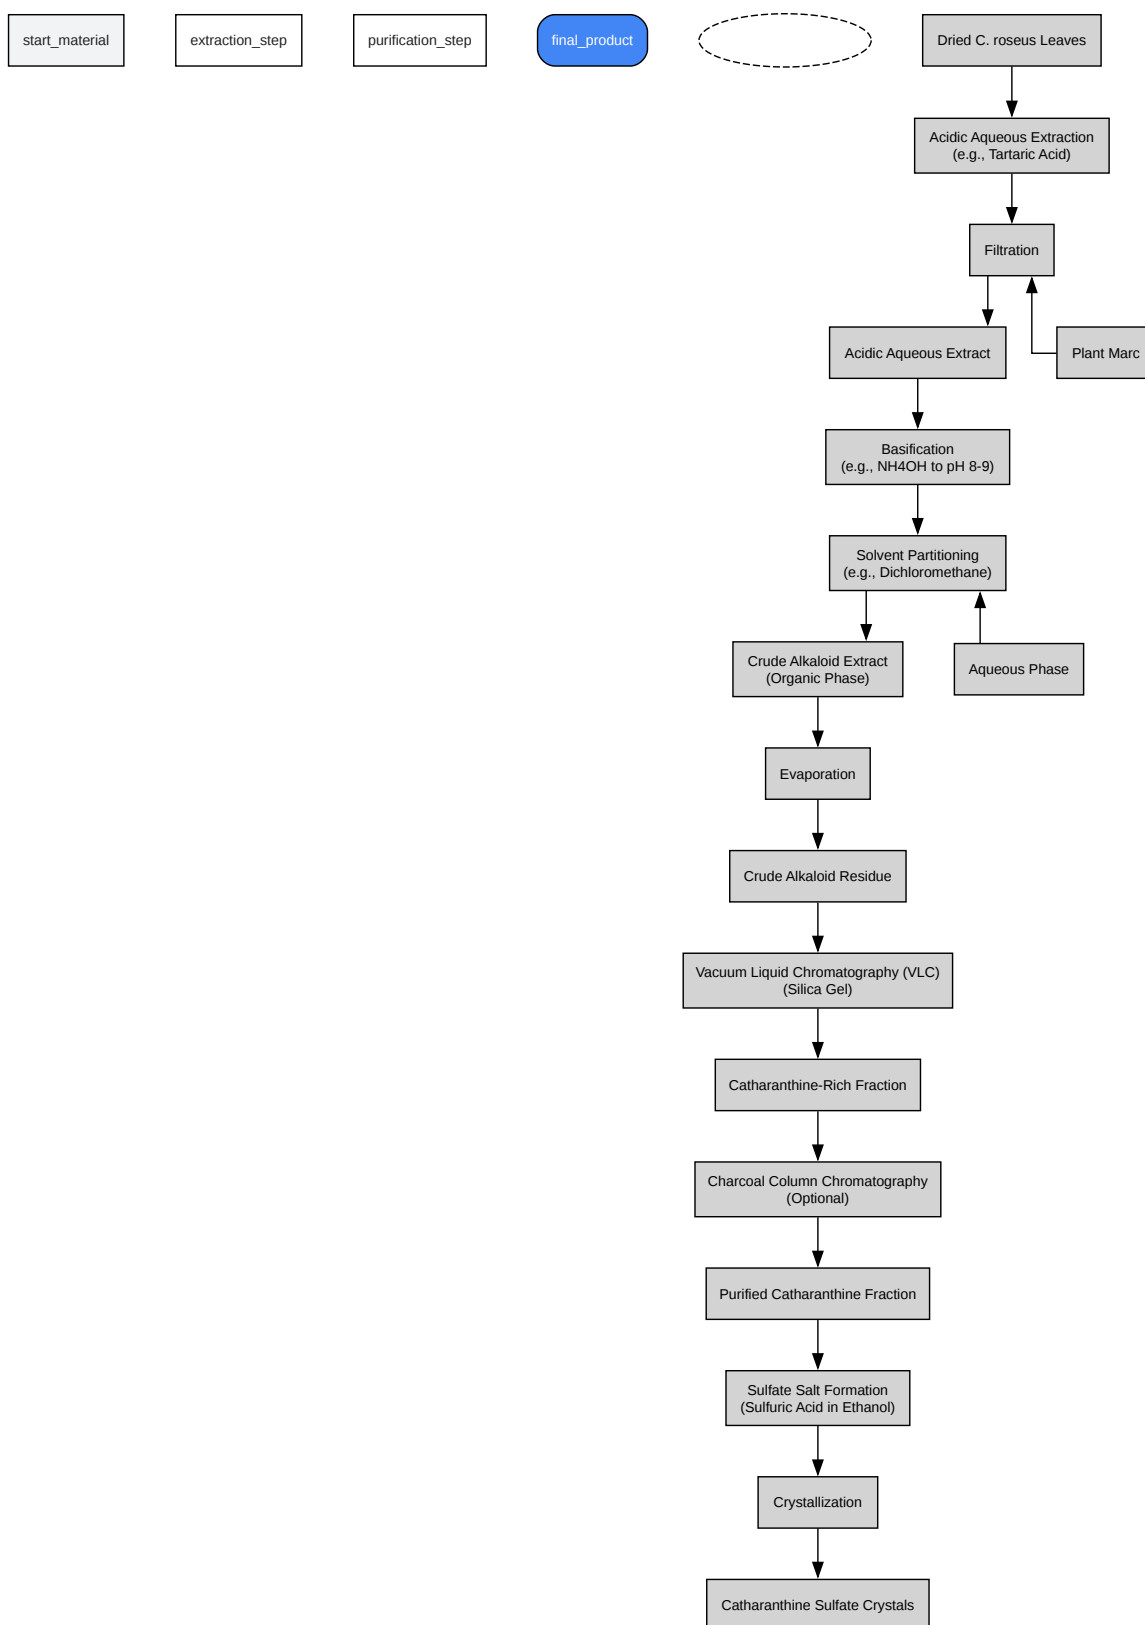 start_material
extraction_step
purification_step
final_product
Dried C. roseus Leaves
Acidic Aqueous Extraction
(e.g., Tartaric Acid)
Filtration
Acidic Aqueous Extract
Plant Marc
Basification
(e.g., NH4OH to pH 8-9)
Solvent Partitioning
(e.g., Dichloromethane)
Crude Alkaloid Extract
(Organic Phase)
Aqueous Phase
Evaporation
Crude Alkaloid Residue
Vacuum Liquid Chromatography (VLC)
(Silica Gel)
Catharanthine-Rich Fraction
Charcoal Column Chromatography
(Optional)
Purified Catharanthine Fraction
Sulfate Salt Formation
(Sulfuric Acid in Ethanol)
Crystallization
Catharanthine Sulfate Crystals